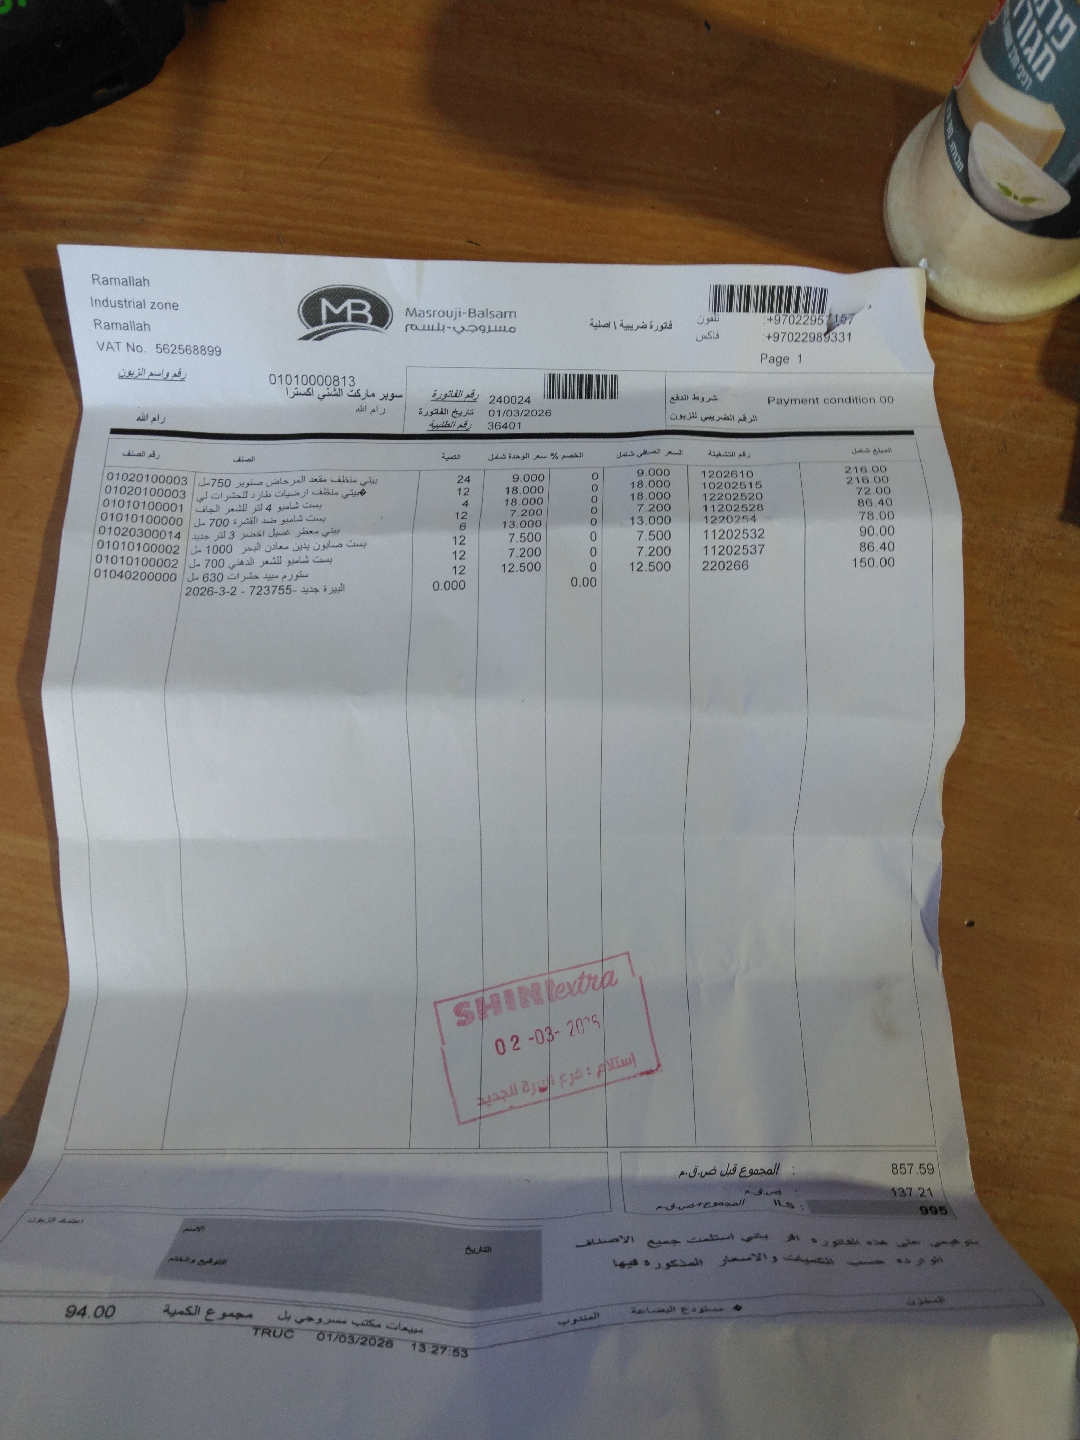 Ramallah
Industrial zone
Ramallah
VAT No. 562568899
MB
Masrouji-Balsam
مسروجي-بلسم
فاتورة ضريبية \ اصلية
تلفون
فاكس :+97022989331
Page 1
رقم واسم الزبون 01010000813
سوبر ماركت الشني اكسترا
رام الله
رام الله
رقم الفاتورة 240024
تاريخ الفاتورة 01/03/2026
رقم الطلبية 36401
شروط الدفع Payment condition 00
الرقم الضريبي للزبون
رقم الصنف الصنف الكمية سعر الوحدة شامل الخصم % السعر الصافي شامل رقم التشغيلة المبلغ شامل
01020100003 بيتي منظف مقعد المرحاض صنوبر 750مل 24 9.000 0 9.000 1202610 216.00
01020100003 بيتي منظف ارضيات طارد للحشرات لي 12 18.000 0 18.000 10202515 216.00
01010100001 بست شامبو 4 لتر للشعر الجاف 4 18.000 0 18.000 12202520 72.00
01010100000 بست شامبو ضد القشرة 700 مل 12 7.200 0 7.200 11202528 86.40
01020300014 بيتي معطر غسيل اخضر 3 لتر جديد 6 13.000 0 13.000 1220254 78.00
01010100002 بست صابون يدين معادن البحر 1000 مل 12 7.500 0 7.500 11202532 90.00
01010100002 بست شامبو للشعر الدهني 700 مل 12 7.200 0 7.200 11202537 86.40
01040200000 ستورم مبيد حشرات 630 مل 12 12.500 0 12.500 220266 150.00
البيرة جديد -723755 - 2-3-2026 0.000 0.00
SHINI extra
02-03-
إستلام : فرع البيرة الجديد
المجموع قبل ض.ق.م : 857.59
ض.ق.م : 137.21
المجموع+ض.ق.م ILS : 995
اعتماد الزبون
الاسم
التاريخ
التوقيع والختم
بتوقيعي على هذه الفاتورة اقر باني استلمت جميع الاصناف
الواردة حسب الكميات والاسعار المذكورة فيها
المندوب
مستودع البضاعة
94.00 مجموع الكمية
مبيعات مكتب مسروجي بل
TRUC 01/03/2026 13:27:53